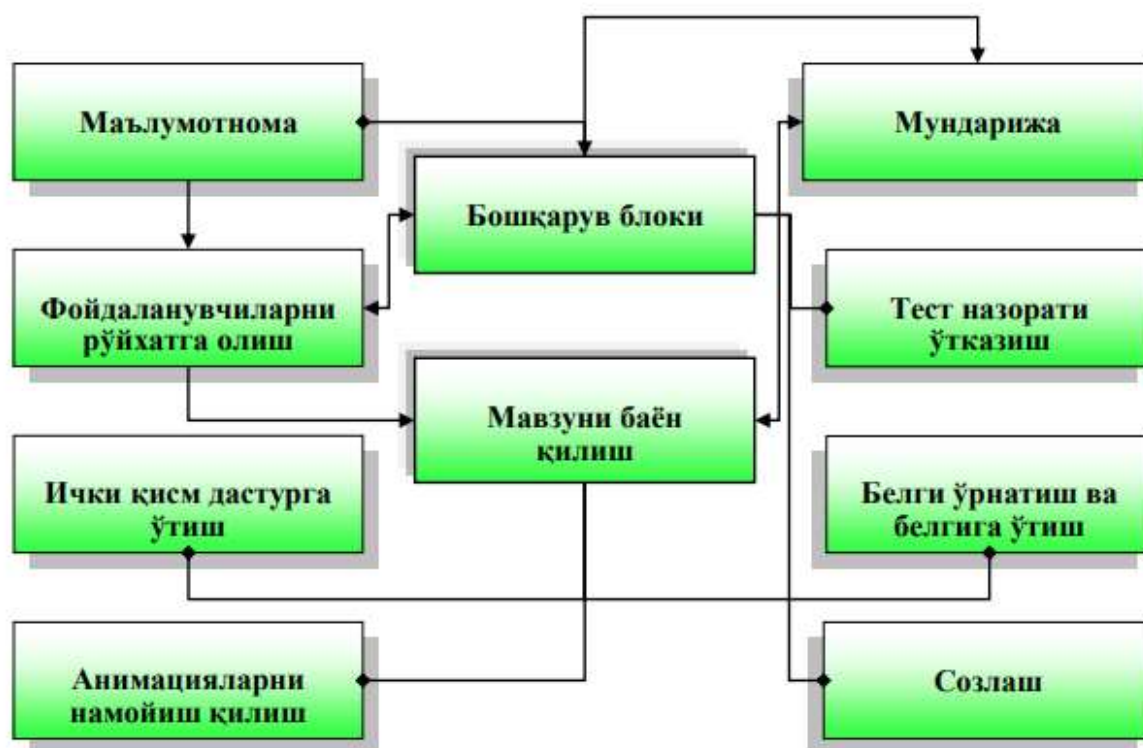 Маълумотнома
Мундарижа
Бошқарув блоки
Фойдаланувчиларни
рўйхатга олиш
Тест назорати
ўтказиш
Мавзуни баён
қилиш
Ички қисм дастурга
ўтиш
Белги ўрнатиш ва
белгига ўтиш
Анимацияларни
намойиш қилиш
Созлаш